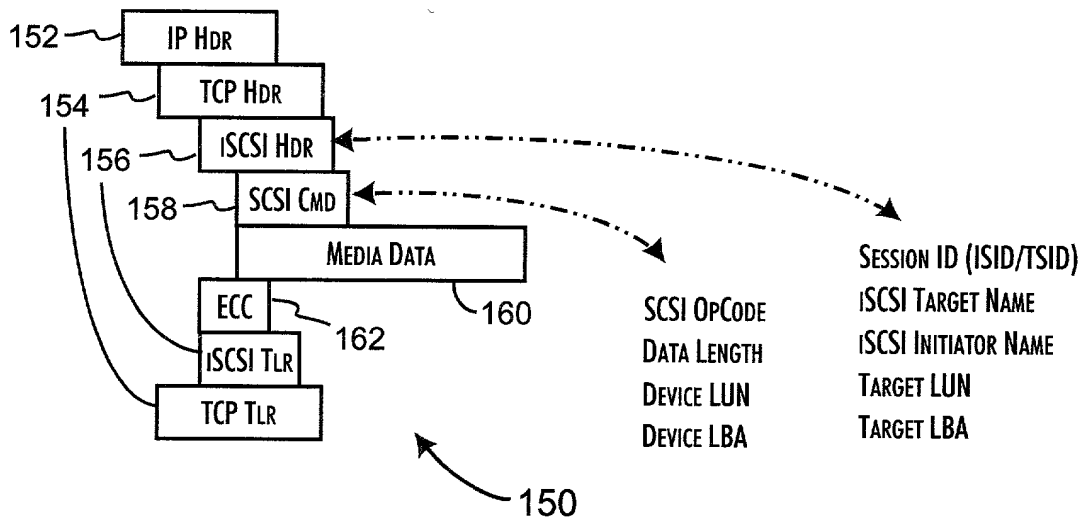 152
IP HDR
154
TCP HDR
156
iSCSI HDR
158
SCSI CMD
MEDIA DATA
160
ECC
162
iSCSI TLR
TCP TLR
150
SCSI OPCODE
DATA LENGTH
DEVICE LUN
DEVICE LBA
SESSION ID (ISID/TSID)
iSCSI TARGET NAME
iSCSI INITIATOR NAME
TARGET LUN
TARGET LBA